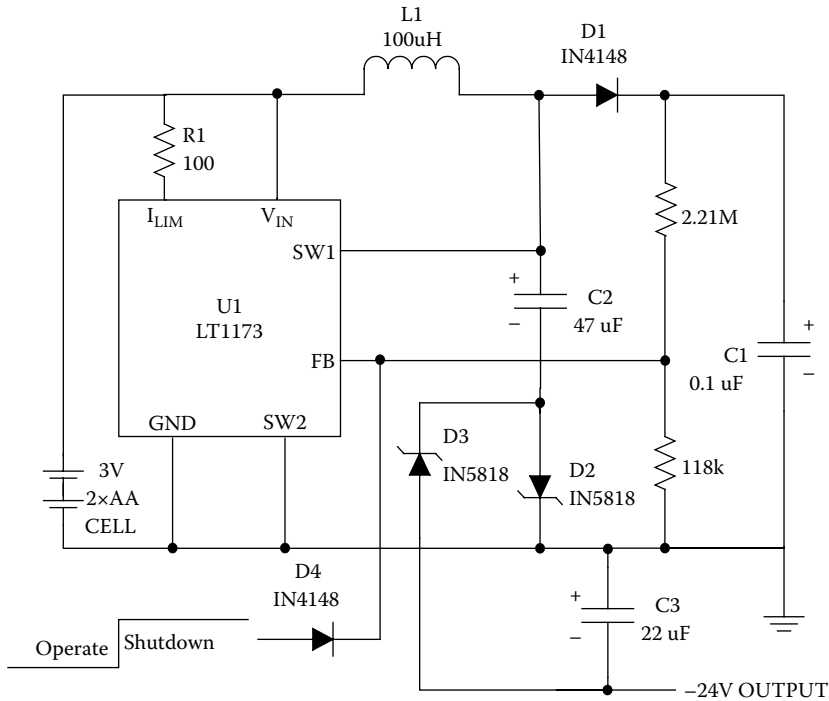 L1
100uH
D1
IN4148
R1
100
I_LIM
V_IN
SW1
2.21M
U1
LT1173
+
C2
–
47 uF
+
C1
0.1 uF
–
FB
GND
SW2
D3
IN5818
D2
IN5818
118k
3V
2×AA
CELL
D4
IN4148
+
C3
–
22 uF
Operate
Shutdown
–24V OUTPUT